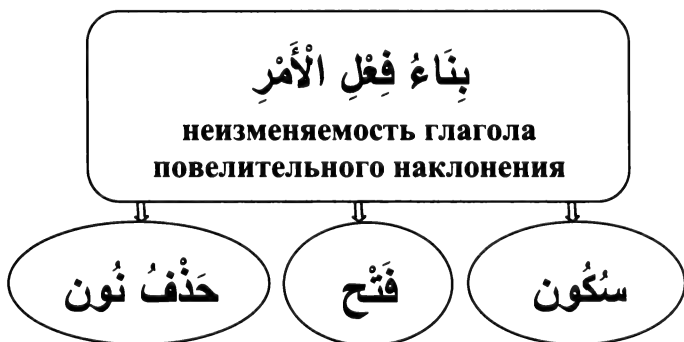 بِنَاءُ فِعْلِ الْأَمْرِ
неизменяемость глагола
повелительного наклонения
سُكُون
فَتْح
حَذْفُ نُون